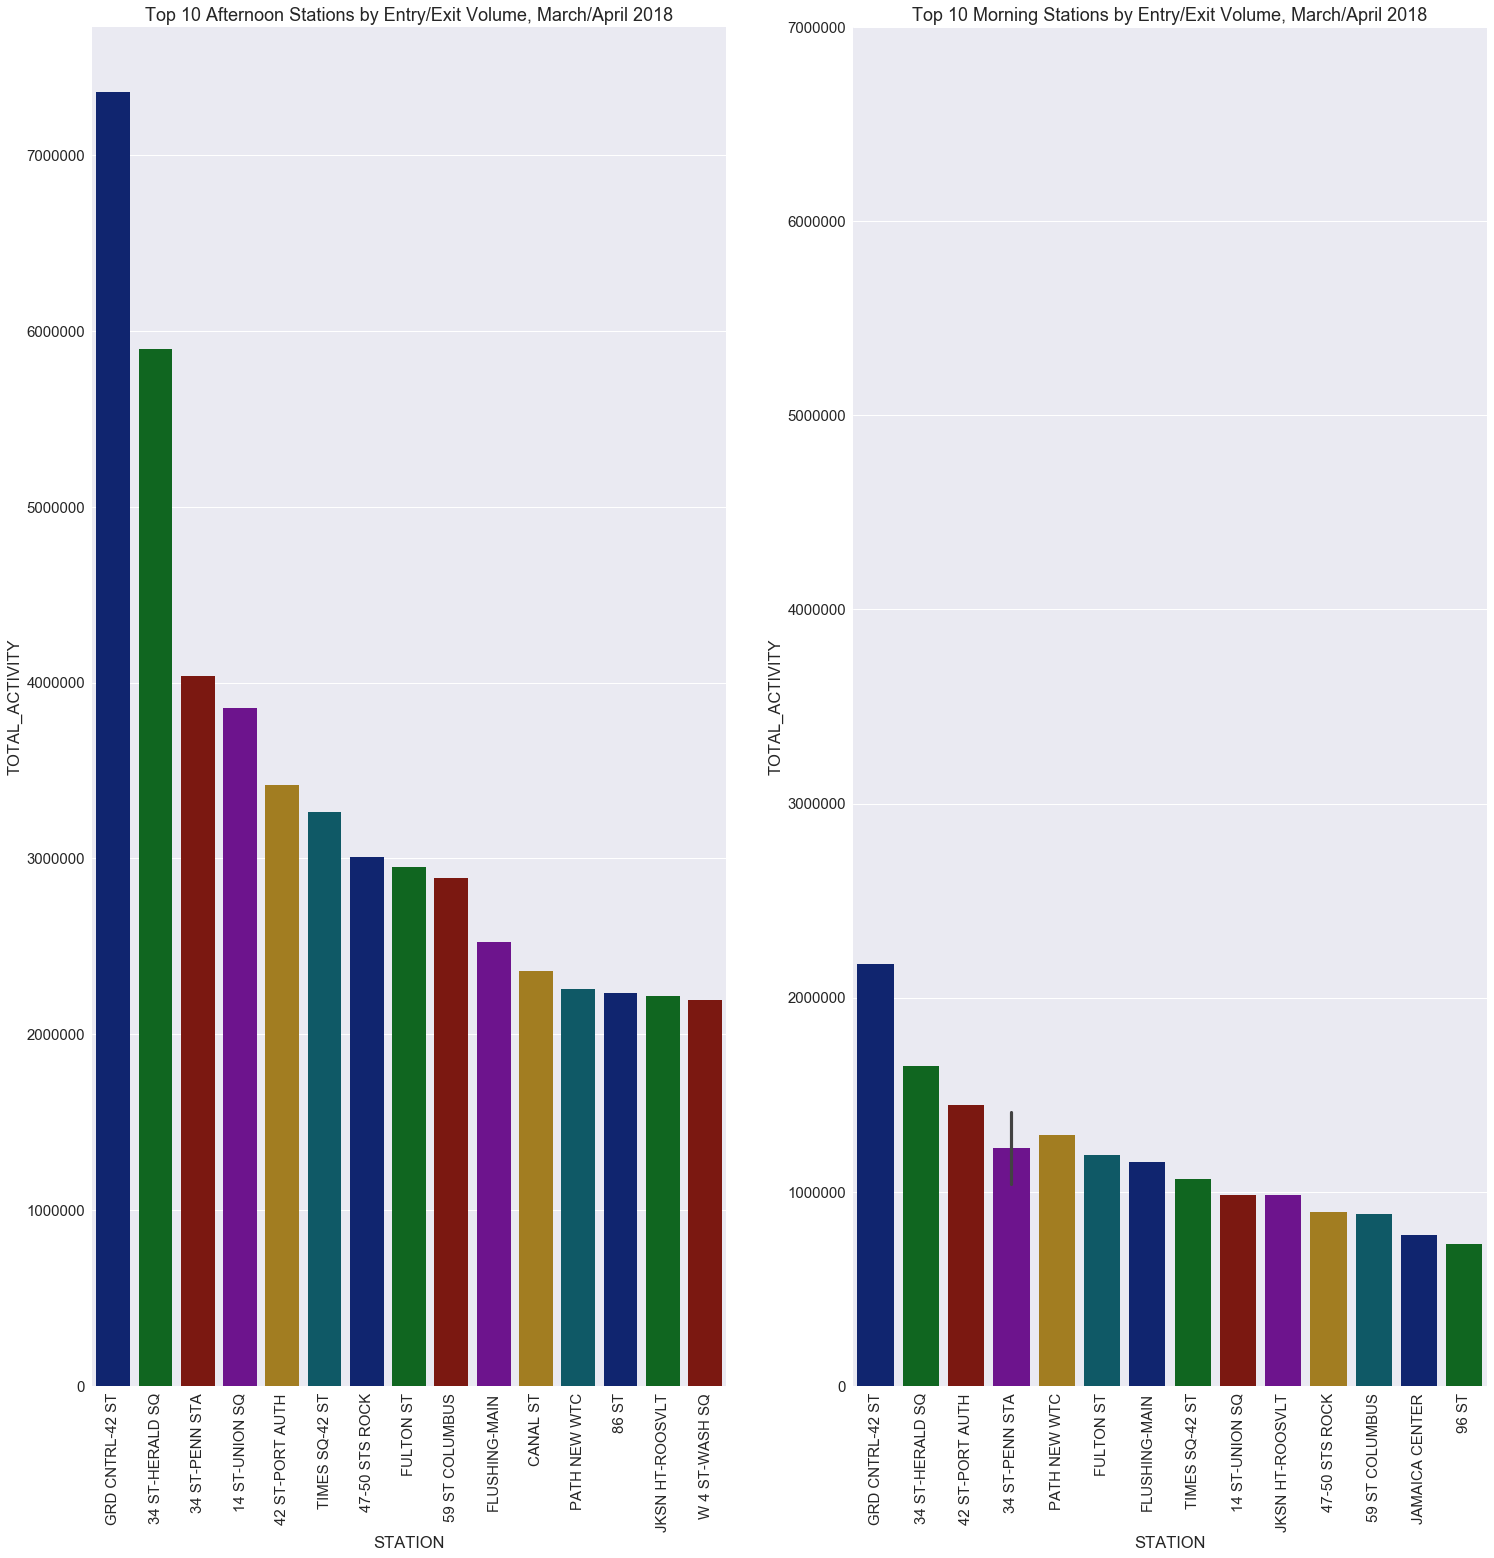 Top 10 Afternoon Stations by Entry/Exit Volume, March/April 2018
TOTAL_ACTIVITY
7000000
6000000
5000000
4000000
3000000
2000000
1000000
0
GRD CNTRL-42 ST
34 ST-HERALD SQ
34 ST-PENN STA
14 ST-UNION SQ
42 ST-PORT AUTH
TIMES SQ-42 ST
47-50 STS ROCK
FULTON ST
59 ST COLUMBUS
FLUSHING-MAIN
CANAL ST
PATH NEW WTC
86 ST
JKSN HT-ROOSVLT
W 4 ST-WASH SQ
STATION
Top 10 Morning Stations by Entry/Exit Volume, March/April 2018
TOTAL_ACTIVITY
7000000
6000000
5000000
4000000
3000000
2000000
1000000
0
GRD CNTRL-42 ST
34 ST-HERALD SQ
42 ST-PORT AUTH
34 ST-PENN STA
PATH NEW WTC
FULTON ST
FLUSHING-MAIN
TIMES SQ-42 ST
14 ST-UNION SQ
JKSN HT-ROOSVLT
47-50 STS ROCK
59 ST COLUMBUS
JAMAICA CENTER
96 ST
STATION